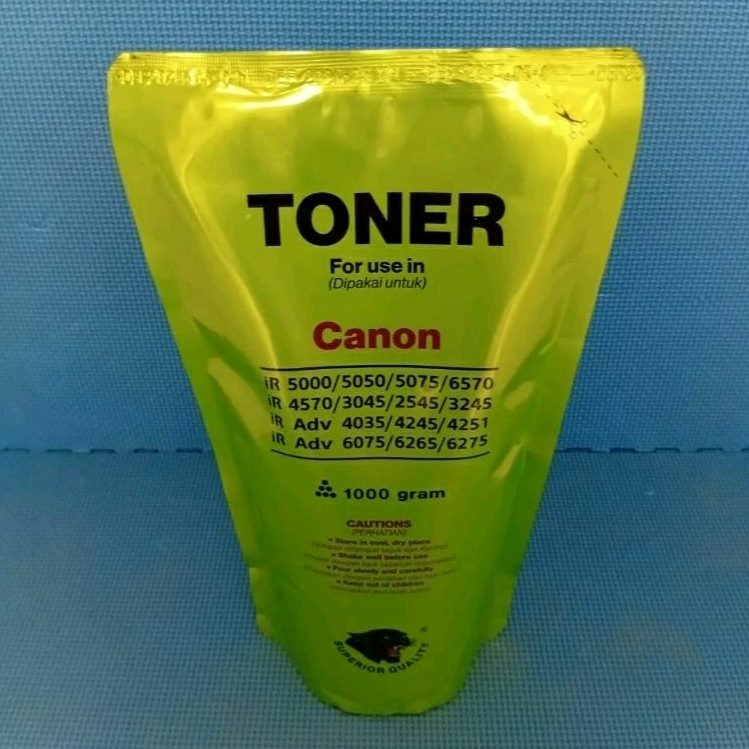 TONER
For use in
(Dipakai untuk)
Canon
iR 5000/5050/5075/6570
iR 4570/3045/2545/3245
iR Adv 4035/4245/4251
iR Adv 6075/6265/6275
1000 gram
CAUTIONS
(PERHATIAN)
• Store in cool, dry place
• Shake well before use
• Pour slowly and carefully
• Keep out of children
®
SUPERIOR QUALITY